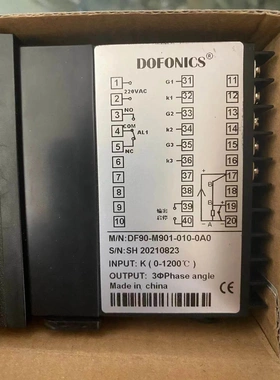 DOFONICS®
1 G1 31 11
2 220VAC k1 32 12
3 NO G2 33 13
4 COM AL1 k2 34 14
5 NC G3 35 15
6 k3 36 16
7 37 17
8 38 18
9 39 19
10 启停 40 20
M/N:DF90-M901-010-0A0
S/N:SH 20210823
INPUT: K ( 0-1200℃ )
OUTPUT: 3ΦPhase angle
Made in china